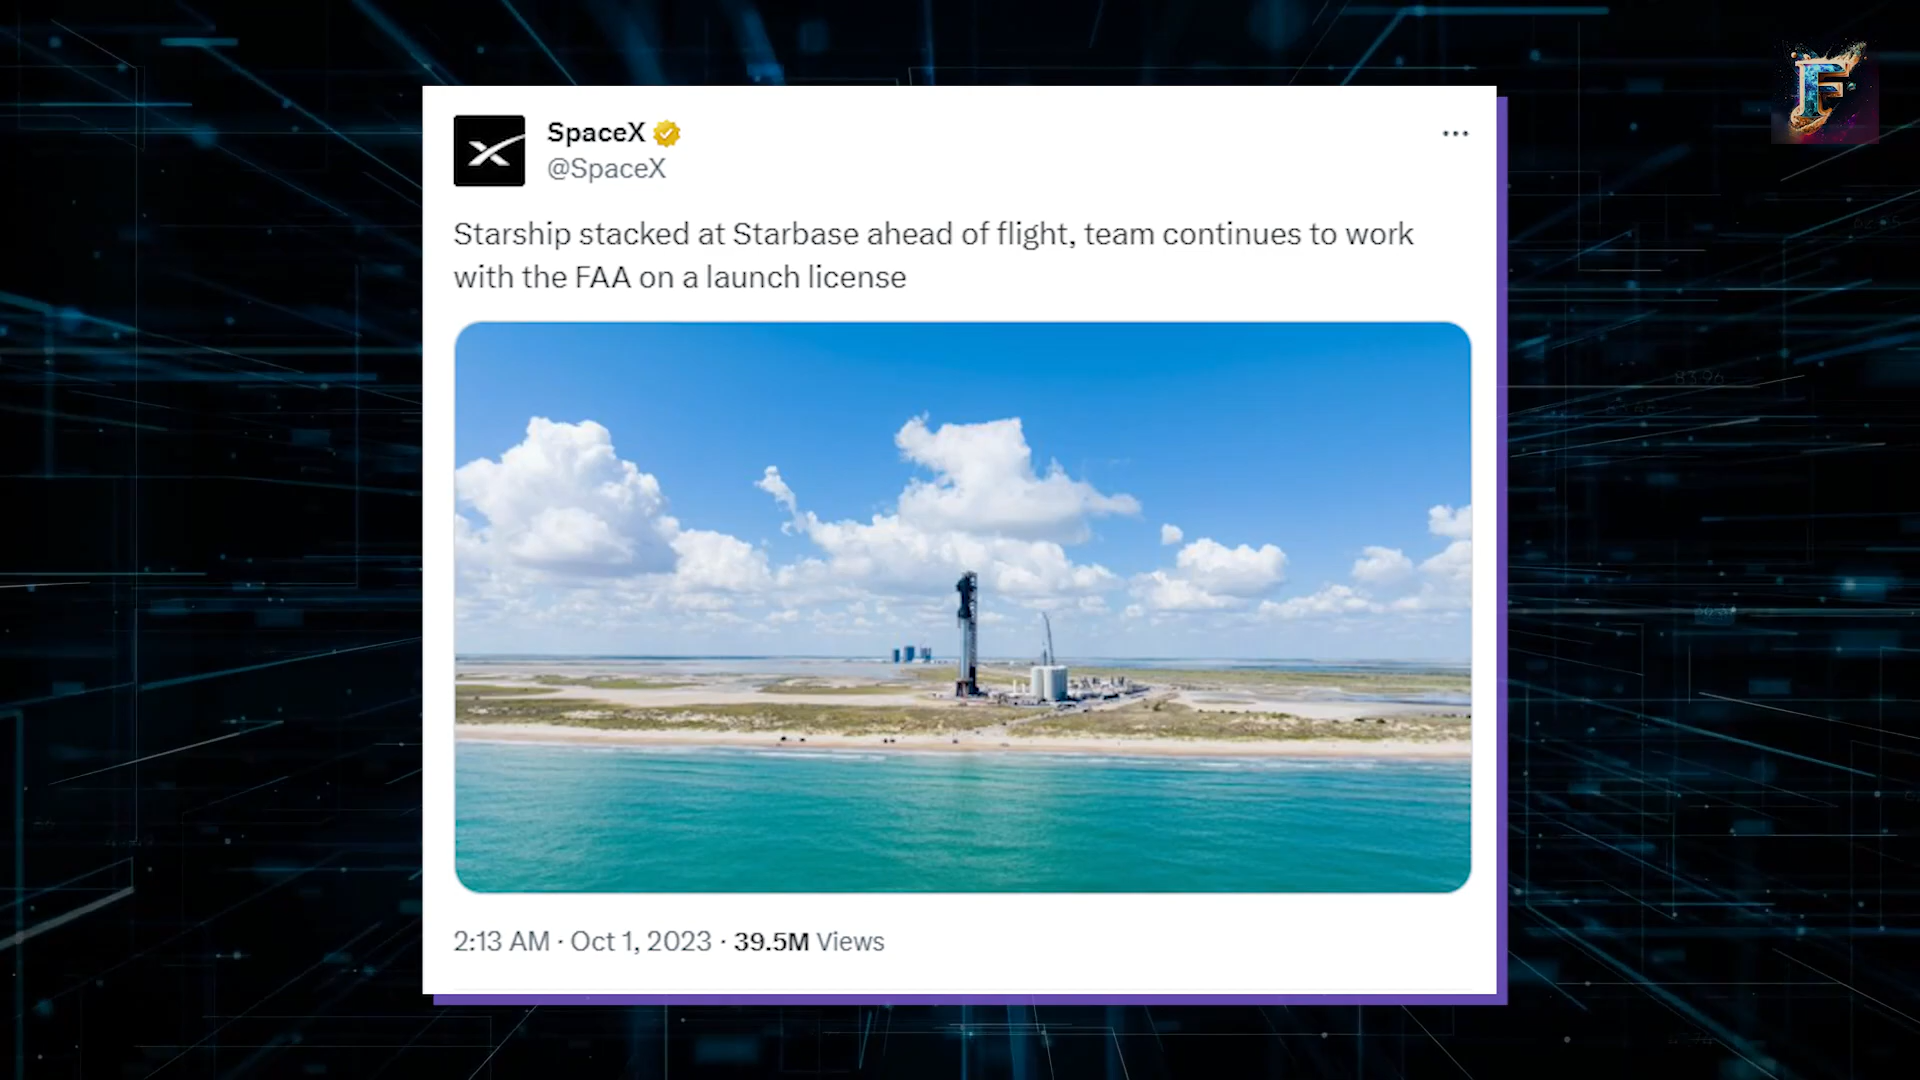 SpaceX
@SpaceX
Starship stacked at Starbase ahead of flight, team continues to work
with the FAA on a launch license
2:13 AM · Oct 1, 2023 · 39.5M Views
F